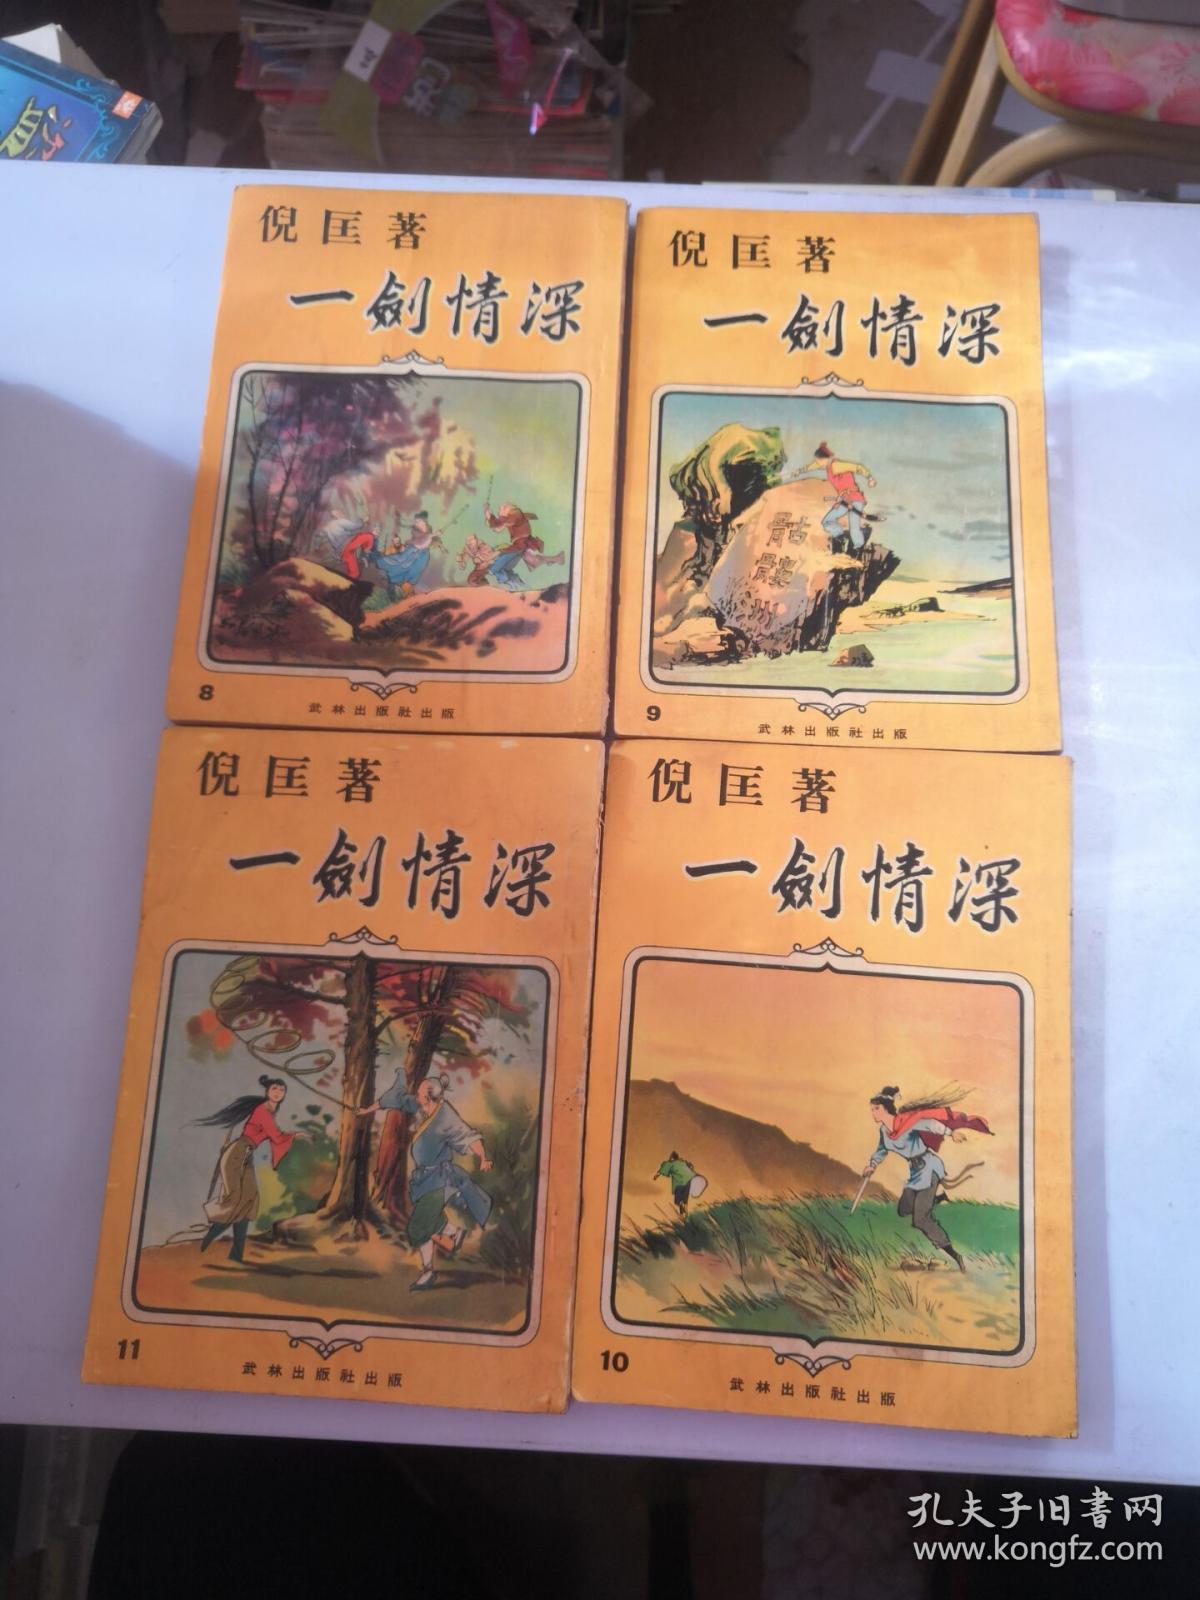 倪匡著
一劍情深
8
武林出版社出版
倪匡著
一劍情深
骷
髏
洲
9
武林出版社出版
倪匡著
一劍情深
11
武林出版社出版
倪匡著
一劍情深
10
武林出版社出版
孔夫子旧書网
www.kongfz.com